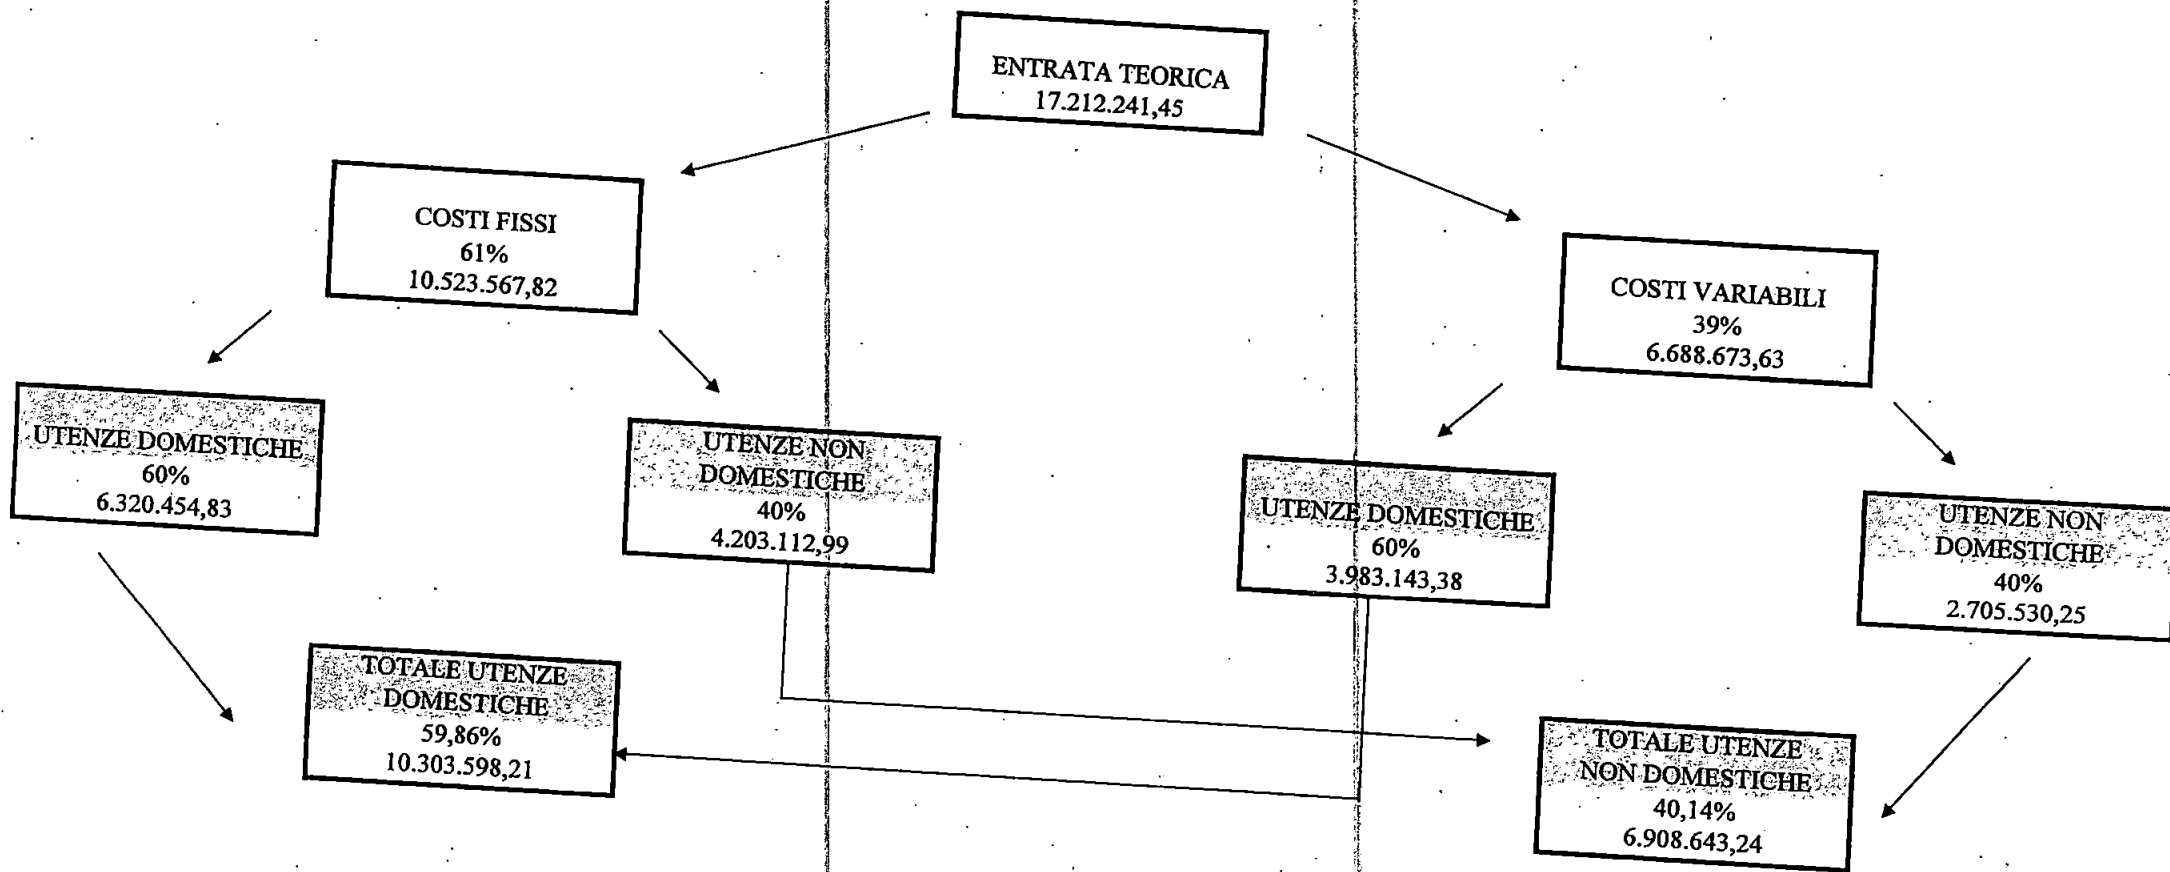 ENTRATA TEORICA
17.212.241,45
COSTI FISSI
61%
10.523.567,82
COSTI VARIABILI
39%
6.688.673,63
UTENZE DOMESTICHE
60%
6.320.454,83
UTENZE NON
DOMESTICHE
40%
4.203.112,99
UTENZE DOMESTICHE
60%
3.983.143,38
UTENZE NON
DOMESTICHE
40%
2.705.530,25
TOTALE UTENZE
DOMESTICHE
59,86%
10.303.598,21
TOTALE UTENZE
NON DOMESTICHE
40,14%
6.908.643,24